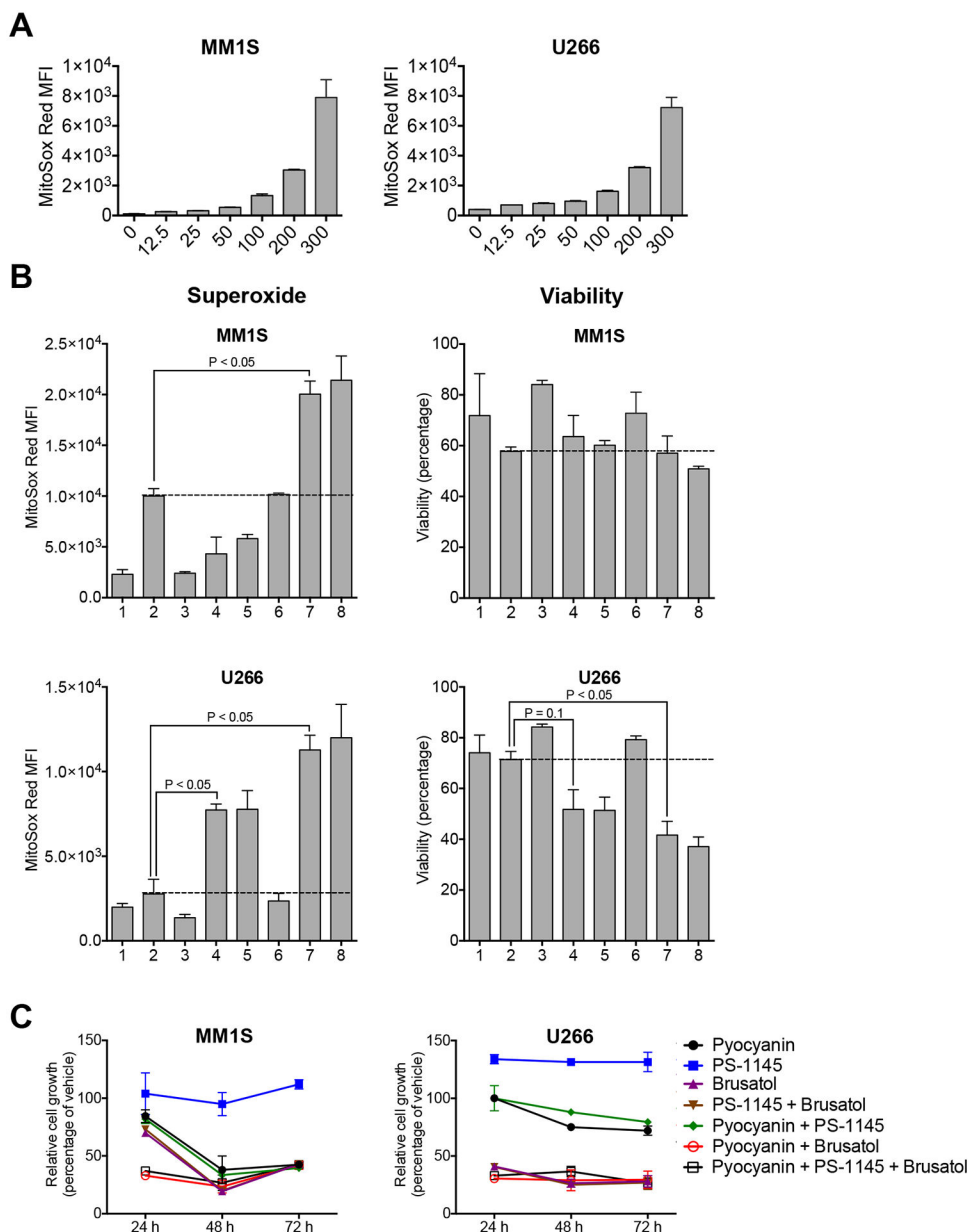 A
MM1S
MitoSox Red MFI
1×10⁴
8×10³
6×10³
4×10³
2×10³
0
0 12.5 25 50 100 200 300
U266
MitoSox Red MFI
1×10⁴
8×10³
6×10³
4×10³
2×10³
0
0 12.5 25 50 100 200 300
B
Superoxide
Viability
MM1S
MitoSox Red MFI
2.5×10⁴
2.0×10⁴
1.5×10⁴
1.0×10⁴
5.0×10³
0.0
P < 0.05
1 2 3 4 5 6 7 8
MM1S
Viability (percentage)
100
80
60
40
20
0
1 2 3 4 5 6 7 8
U266
MitoSox Red MFI
1.5×10⁴
1.0×10⁴
5.0×10³
0.0
P < 0.05
P < 0.05
1 2 3 4 5 6 7 8
U266
Viability (percentage)
100
80
60
40
20
0
P < 0.05
P = 0.1
1 2 3 4 5 6 7 8
C
MM1S
Relative cell growth
(percentage of vehicle)
150
100
50
0
24 h 48 h 72 h
U266
Relative cell growth
(percentage of vehicle)
150
100
50
0
24 h 48 h 72 h
Pyocyanin
PS-1145
Brusatol
PS-1145 + Brusatol
Pyocyanin + PS-1145
Pyocyanin + Brusatol
Pyocyanin + PS-1145 + Brusatol